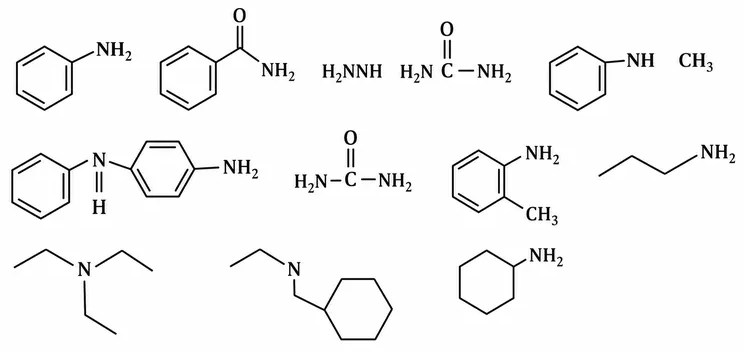 O
O
NH₂
NH₂
H₂NNH
H₂N C – NH₂
NH
CH₃
O
N
H
NH₂
H₂N – C – NH₂
NH₂
CH₃
NH₂
N
N
NH₂